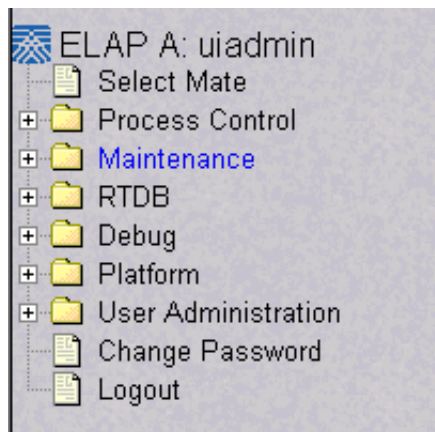 ELAP A: uiadmin
Select Mate
Process Control
Maintenance
RTDB
Debug
Platform
User Administration
Change Password
Logout